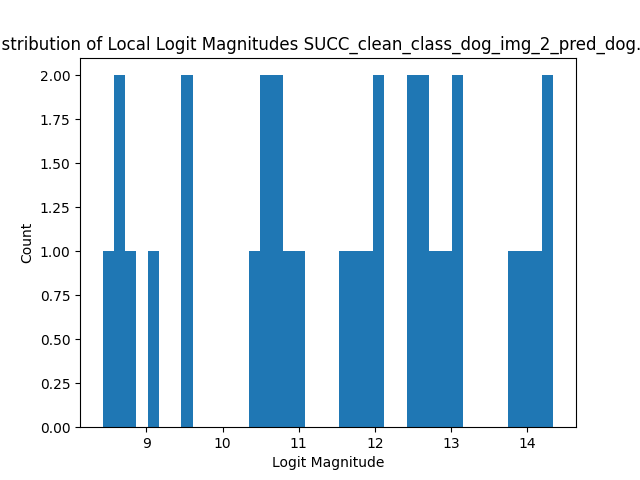 stribution of Local Logit Magnitudes SUCC_clean_class_dog_img_2_pred_dog.
2.00
1.75
1.50
1.25
1.00
0.75
0.50
0.25
0.00
Count
9 10 11 12 13 14
Logit Magnitude